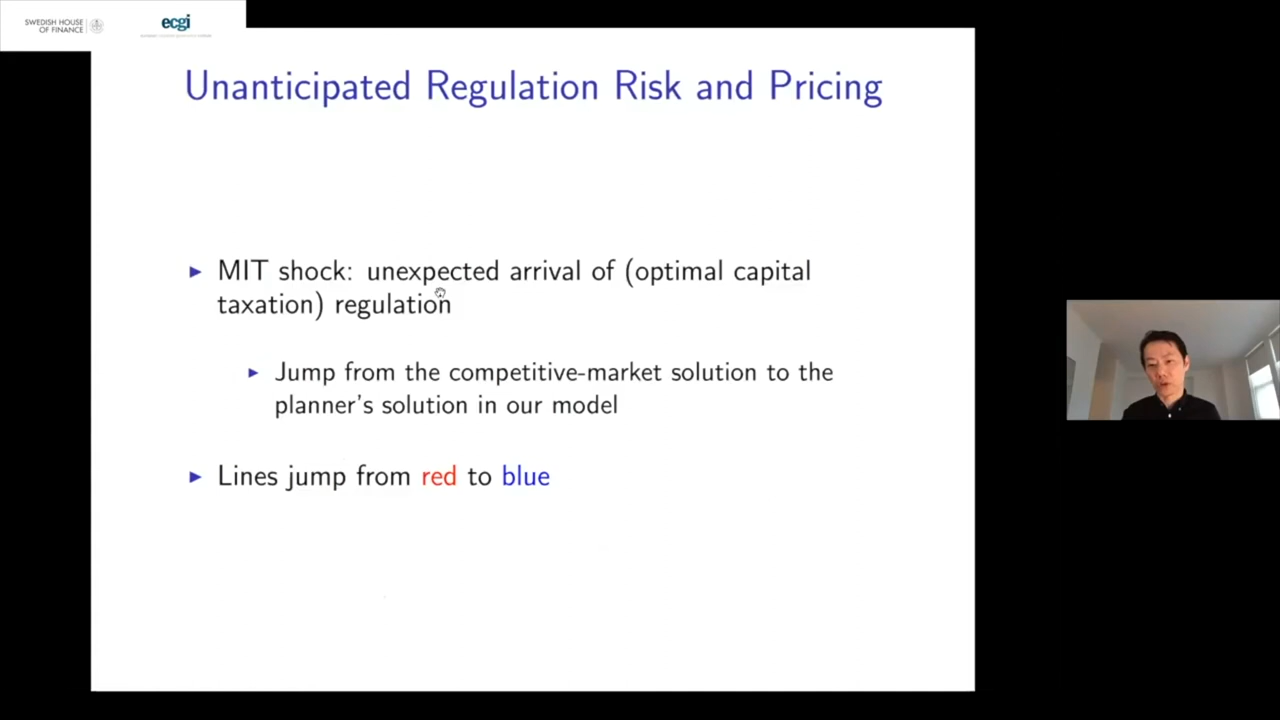 SWEDISH HOUSE
OF FINANCE
ecgi
Unanticipated Regulation Risk and Pricing
MIT shock: unexpected arrival of (optimal capital
taxation) regulation
Jump from the competitive-market solution to the
planner's solution in our model
Lines jump from red to blue